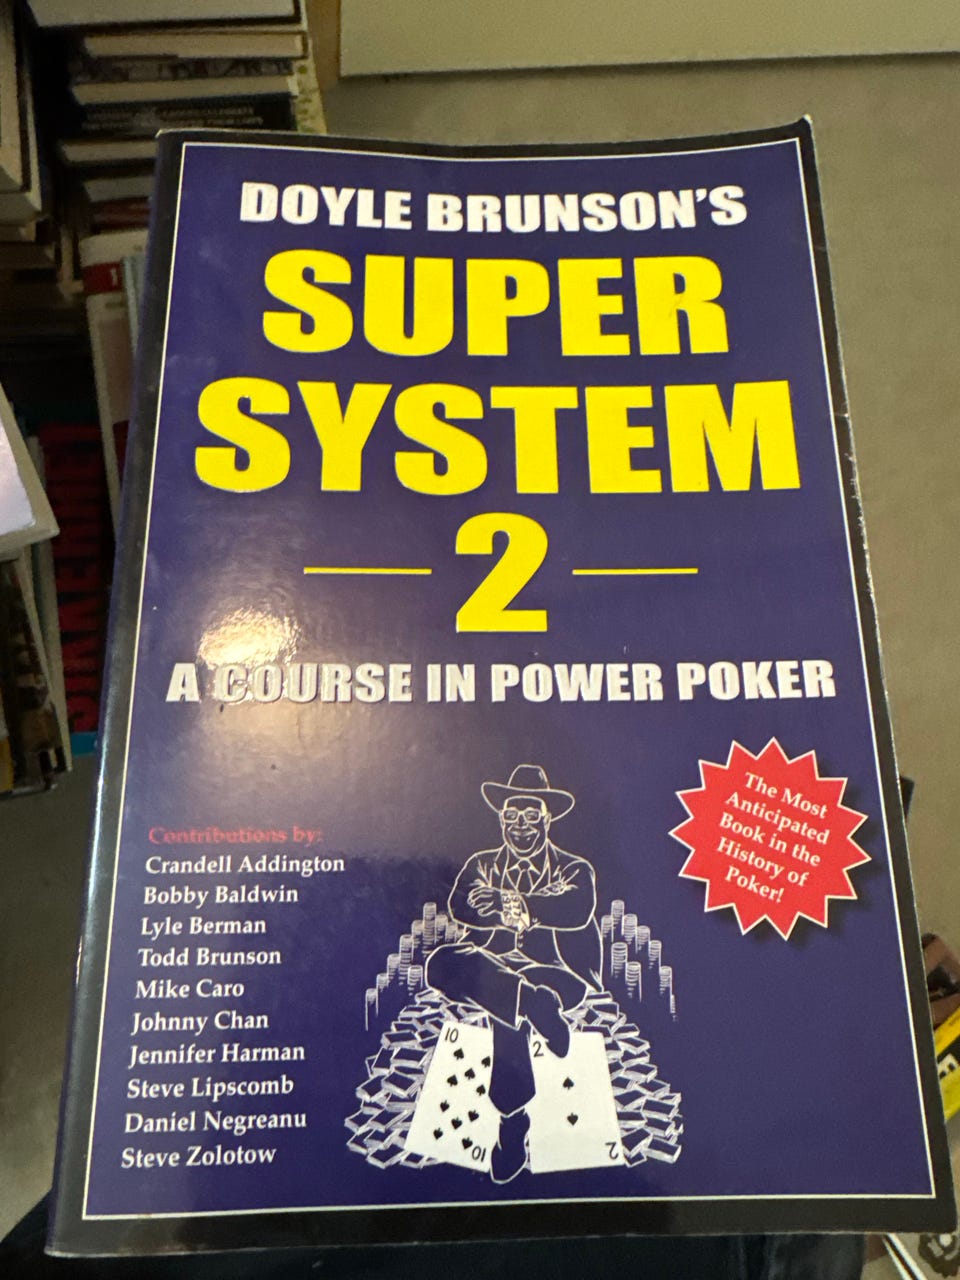 DOYLE BRUNSON'S
SUPER
SYSTEM
2
A COURSE IN POWER POKER
The Most
Anticipated
Book in the
History of
Poker!
Contributions by:
Crandell Addington
Bobby Baldwin
Lyle Berman
Todd Brunson
Mike Caro
Johnny Chan
Jennifer Harman
Steve Lipscomb
Daniel Negreanu
Steve Zolotow
10
2
10
2